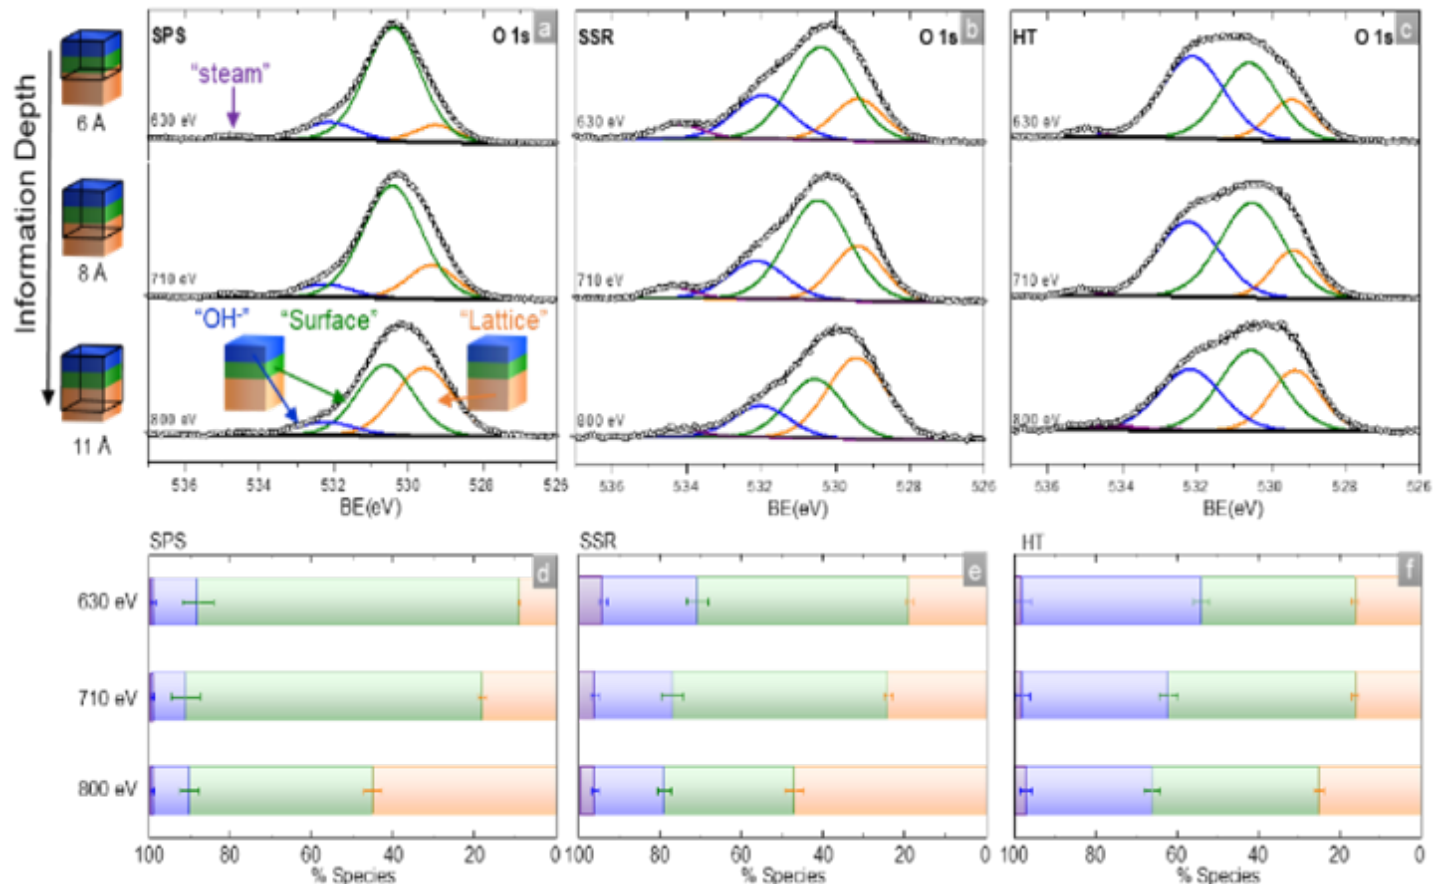 Information Depth
6 Å
8 Å
11 Å
SPS
O 1s
a
"steam"
630 eV
710 eV
"OH-"
"Surface"
"Lattice"
800 eV
536 534 532 530 528 526
BE(eV)
SSR
O 1s
b
630 eV
710 eV
800 eV
536 534 532 530 528 526
BE(eV)
HT
O 1s
c
630 eV
710 eV
800 eV
536 534 532 530 528 526
BE(eV)
SPS
d
630 eV
710 eV
800 eV
100 80 60 40 20 0
% Species
SSR
e
100 80 60 40 20 0
% Species
HT
f
100 80 60 40 20 0
% Species